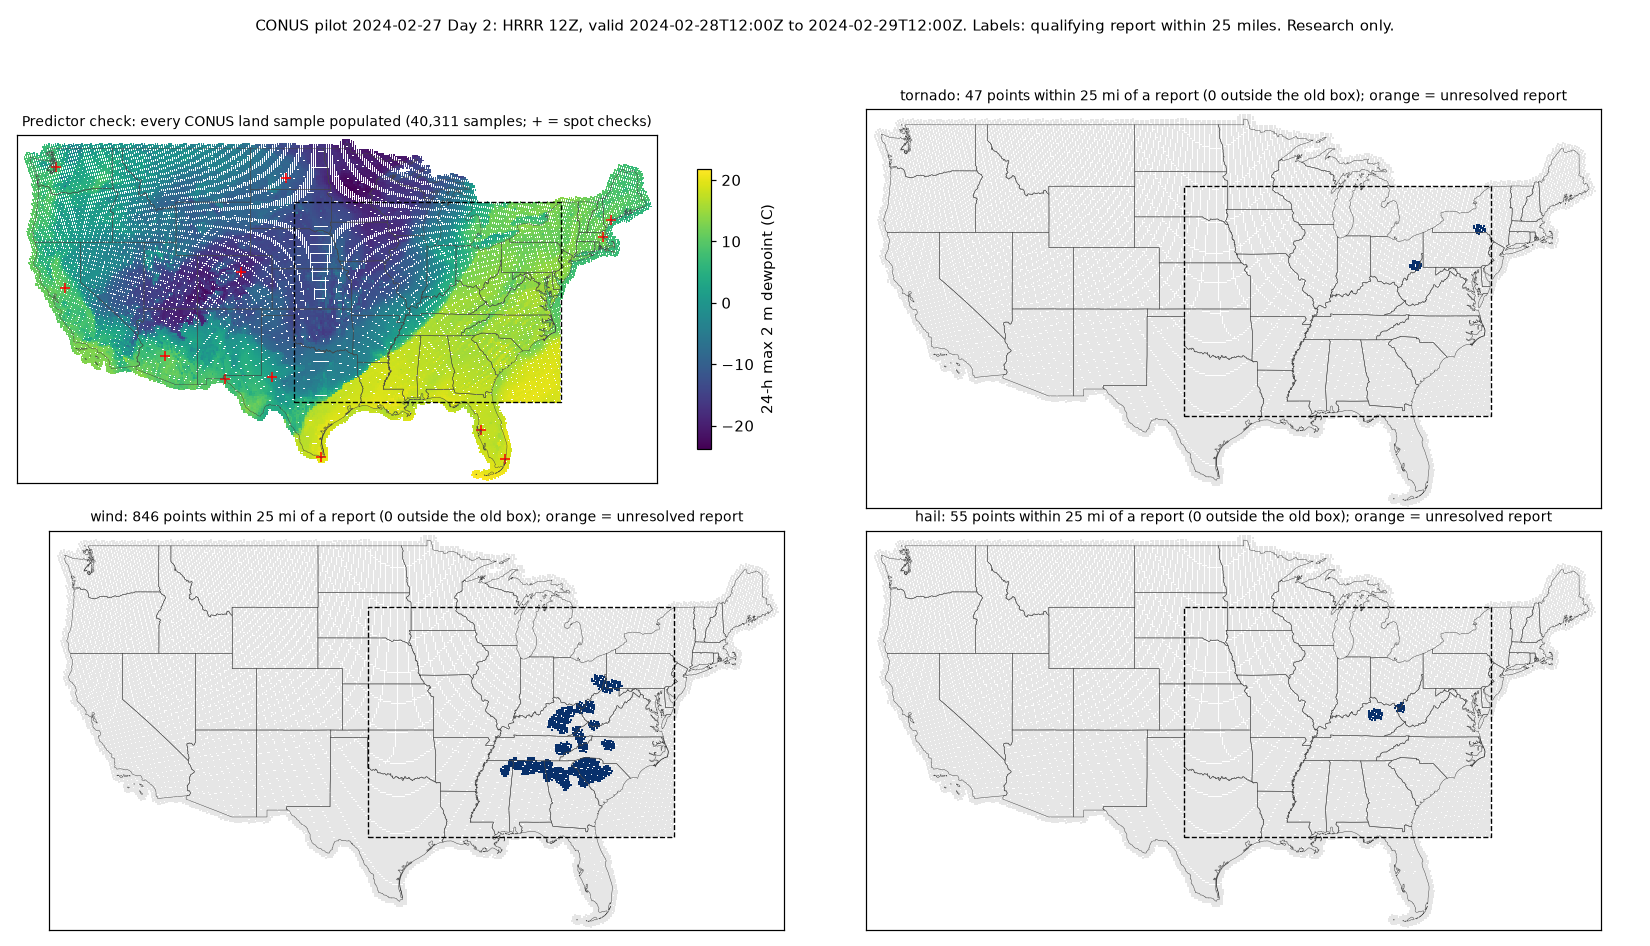 CONUS pilot 2024-02-27 Day 2: HRRR 12Z, valid 2024-02-28T12:00Z to 2024-02-29T12:00Z. Labels: qualifying report within 25 miles. Research only.
Predictor check: every CONUS land sample populated (40,311 samples; + = spot checks)
20
10
0
−10
−20
24-h max 2 m dewpoint (C)
tornado: 47 points within 25 mi of a report (0 outside the old box); orange = unresolved report
wind: 846 points within 25 mi of a report (0 outside the old box); orange = unresolved report
hail: 55 points within 25 mi of a report (0 outside the old box); orange = unresolved report